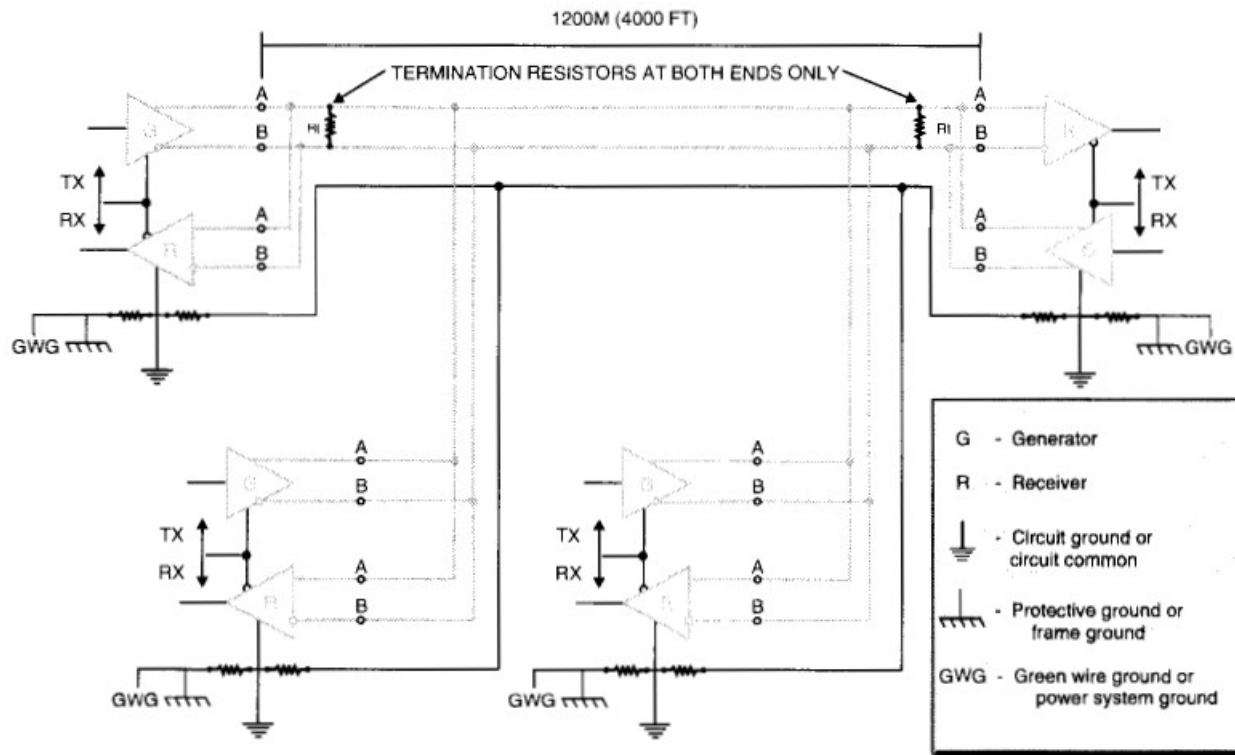 1200M (4000 FT)
TERMINATION RESISTORS AT BOTH ENDS ONLY
A
A
G
B
Rt
Rt
B
R
TX
TX
RX
A
A
RX
R
B
B
G
GWG
GWG
A
A
G
B
G
B
TX
TX
RX
A
A
RX
R
B
R
B
GWG
GWG
G - Generator
R - Receiver
- Circuit ground or
circuit common
- Protective ground or
frame ground
GWG - Green wire ground or
power system ground